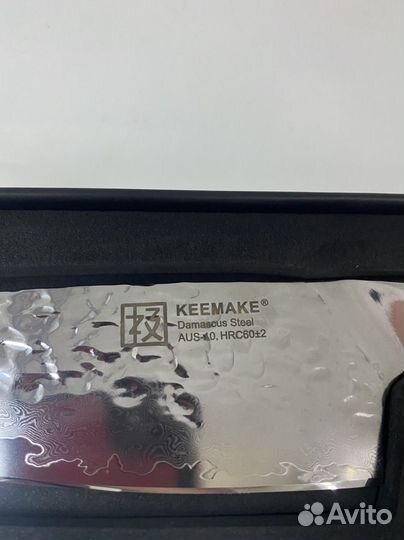 极
KEEMAKE®
Damascus Steel
AUS-10, HRC60±2
Avito